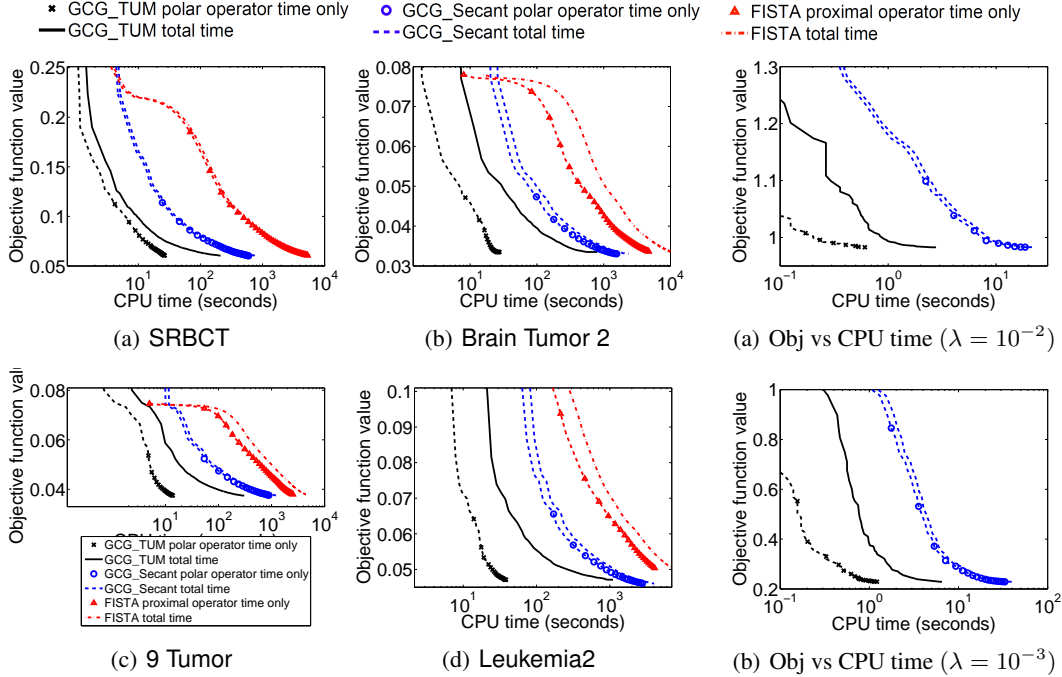 GCG_TUM polar operator time only
GCG_TUM total time
GCG_Secant polar operator time only
GCG_Secant total time
FISTA proximal operator time only
FISTA total time
Objective function value
0.25
0.2
0.15
0.1
0.05
10^1 10^2 10^3 10^4
CPU time (seconds)
(a) SRBCT
Objective function value
0.08
0.07
0.06
0.05
0.04
0.03
10^1 10^2 10^3 10^4
CPU time (seconds)
(b) Brain Tumor 2
Objective function value
1.3
1.2
1.1
1
10^-1 10^0 10^1
CPU time (seconds)
(a) Obj vs CPU time (λ = 10^-2)
Objective function val
0.08
0.06
0.04
10^1 10^2 10^3 10^4
GCG_TUM polar operator time only
GCG_TUM total time
GCG_Secant polar operator time only
GCG_Secant total time
FISTA proximal operator time only
FISTA total time
(c) 9 Tumor
Objective function value
0.1
0.09
0.08
0.07
0.06
0.05
10^1 10^2 10^3
CPU time (seconds)
(d) Leukemia2
Objective function value
1
0.8
0.6
0.4
0.2
10^-1 10^0 10^1 10^2
CPU time (seconds)
(b) Obj vs CPU time (λ = 10^-3)